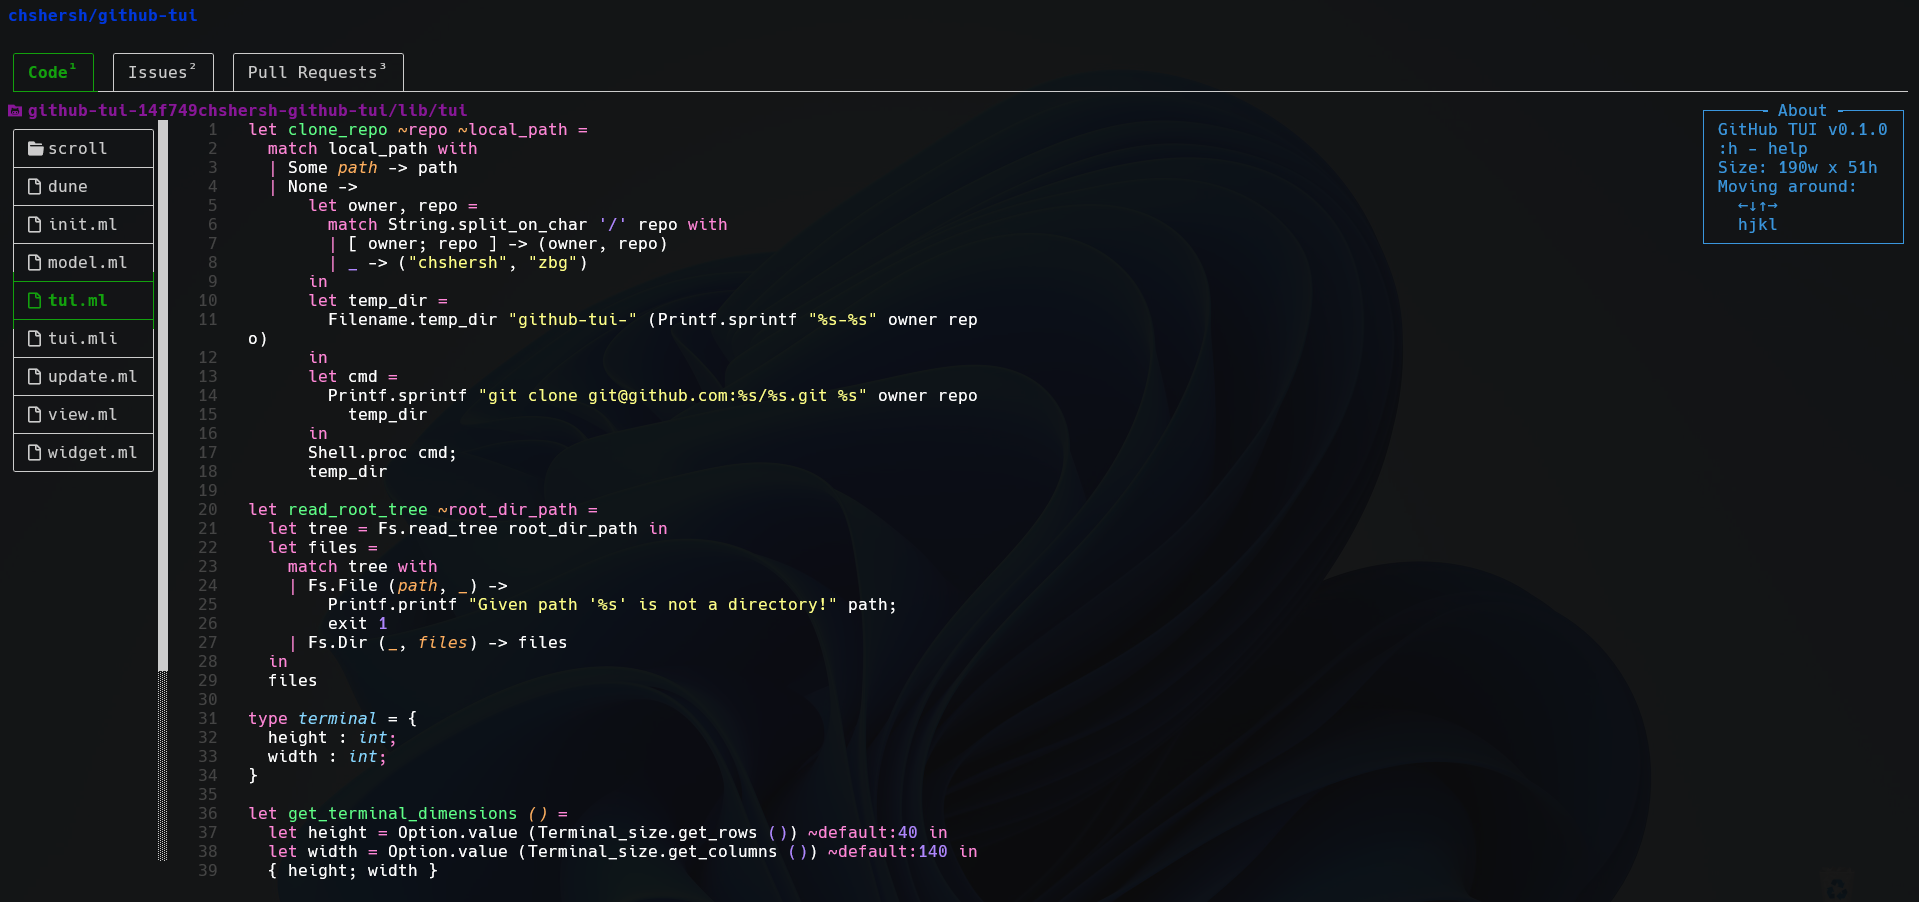 chshersh/github-tui
Code¹ Issues² Pull Requests³
github-tui-14f749chshersh-github-tui/lib/tui
scroll
dune
init.ml
model.ml
tui.ml
tui.mli
update.ml
view.ml
widget.ml
1 let clone_repo ~repo ~local_path =
2 match local_path with
3 | Some path -> path
4 | None ->
5 let owner, repo =
6 match String.split_on_char '/' repo with
7 | [ owner; repo ] -> (owner, repo)
8 | _ -> ("chshersh", "zbg")
9 in
10 let temp_dir =
11 Filename.temp_dir "github-tui-" (Printf.sprintf "%s-%s" owner rep
o)
12 in
13 let cmd =
14 Printf.sprintf "git clone git@github.com:%s/%s.git %s" owner repo
15 temp_dir
16 in
17 Shell.proc cmd;
18 temp_dir
19
20 let read_root_tree ~root_dir_path =
21 let tree = Fs.read_tree root_dir_path in
22 let files =
23 match tree with
24 | Fs.File (path, _) ->
25 Printf.printf "Given path '%s' is not a directory!" path;
26 exit 1
27 | Fs.Dir (_, files) -> files
28 in
29 files
30
31 type terminal = {
32 height : int;
33 width : int;
34 }
35
36 let get_terminal_dimensions () =
37 let height = Option.value (Terminal_size.get_rows ()) ~default:40 in
38 let width = Option.value (Terminal_size.get_columns ()) ~default:140 in
39 { height; width }
About
GitHub TUI v0.1.0
:h - help
Size: 190w x 51h
Moving around:
←↓↑→
hjkl